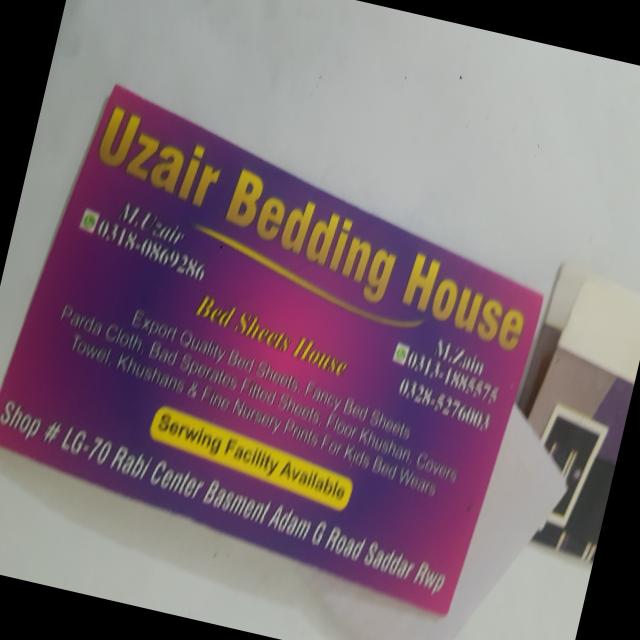 Uzair Bedding House
M.Uzair
0318-0869286
M.Zain
0313-1885575
0328-5276003
Bed Sheets House
Export Quality Bed Sheets, Fancy Bed Sheets
Parda Cloth, Bad Sperates Fitted Sheets, Floor Khushan, Covers
Towel, Khushans & Fine Nursery Prints For Kids Bed Wears
Serwing Facility Available
Shop # LG-70 Rabi Center Basment Adam G Road Saddar Rwp